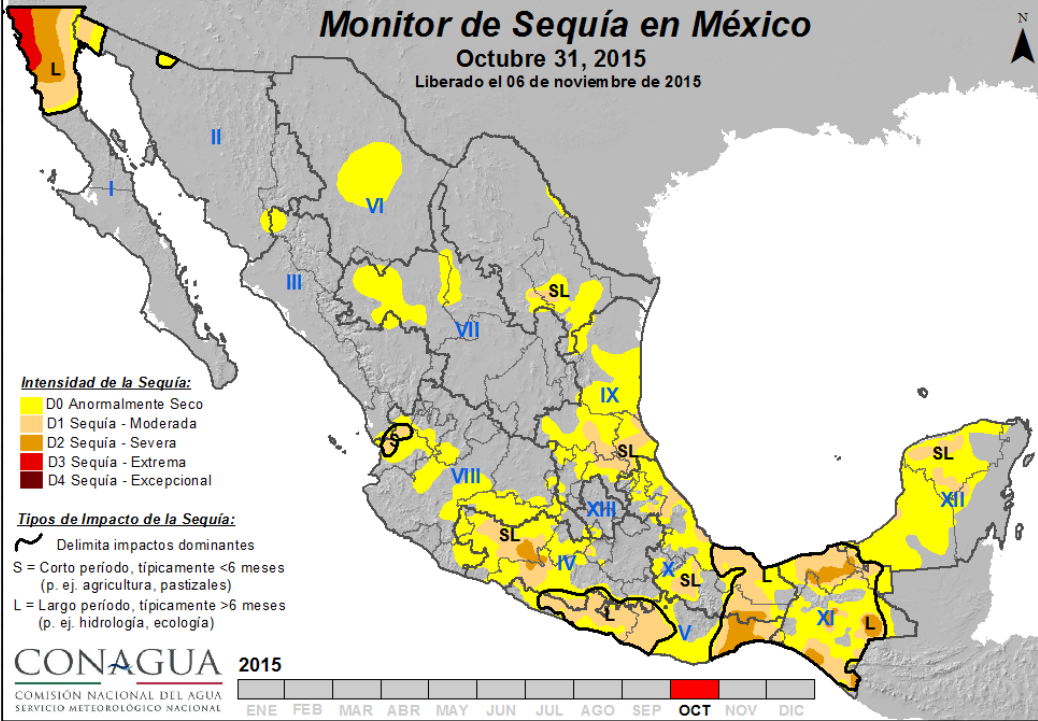 Monitor de Sequía en México
Octubre 31, 2015
Liberado el 06 de noviembre de 2015
N
L
II
I
VI
III
SL
VII
IX
S
SL
VIII
SL
XII
XIII
SL
IV
X
SL
L
L
XI
L
V
Intensidad de la Sequía:
D0 Anormalmente Seco
D1 Sequía - Moderada
D2 Sequía - Severa
D3 Sequía - Extrema
D4 Sequía - Excepcional
Tipos de Impacto de la Sequía:
Delimita impactos dominantes
S = Corto período, típicamente <6 meses
(p. ej. agricultura, pastizales)
L = Largo período, típicamente >6 meses
(p. ej. hidrología, ecología)
CONAGUA
COMISIÓN NACIONAL DEL AGUA
SERVICIO METEOROLÓGICO NACIONAL
2015
ENE FEB MAR ABR MAY JUN JUL AGO SEP OCT NOV DIC